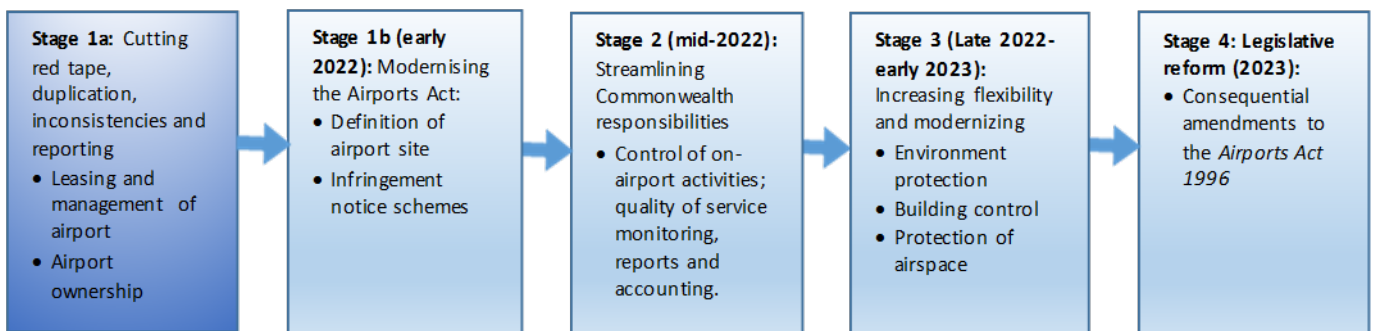 Stage 1a: Cutting
red tape,
duplication,
inconsistencies and
reporting
• Leasing and
management of
airport
• Airport
ownership
Stage 1b (early
2022): Modernising
the Airports Act:
• Definition of
airport site
• Infringement
notice schemes
Stage 2 (mid-2022):
Streamlining
Commonwealth
responsibilities
• Control of on-
airport activities;
quality of service
monitoring,
reports and
accounting.
Stage 3 (Late 2022-
early 2023):
Increasing flexibility
and modernizing
• Environment
protection
• Building control
• Protection of
airspace
Stage 4: Legislative
reform (2023):
• Consequential
amendments to
the Airports Act
1996